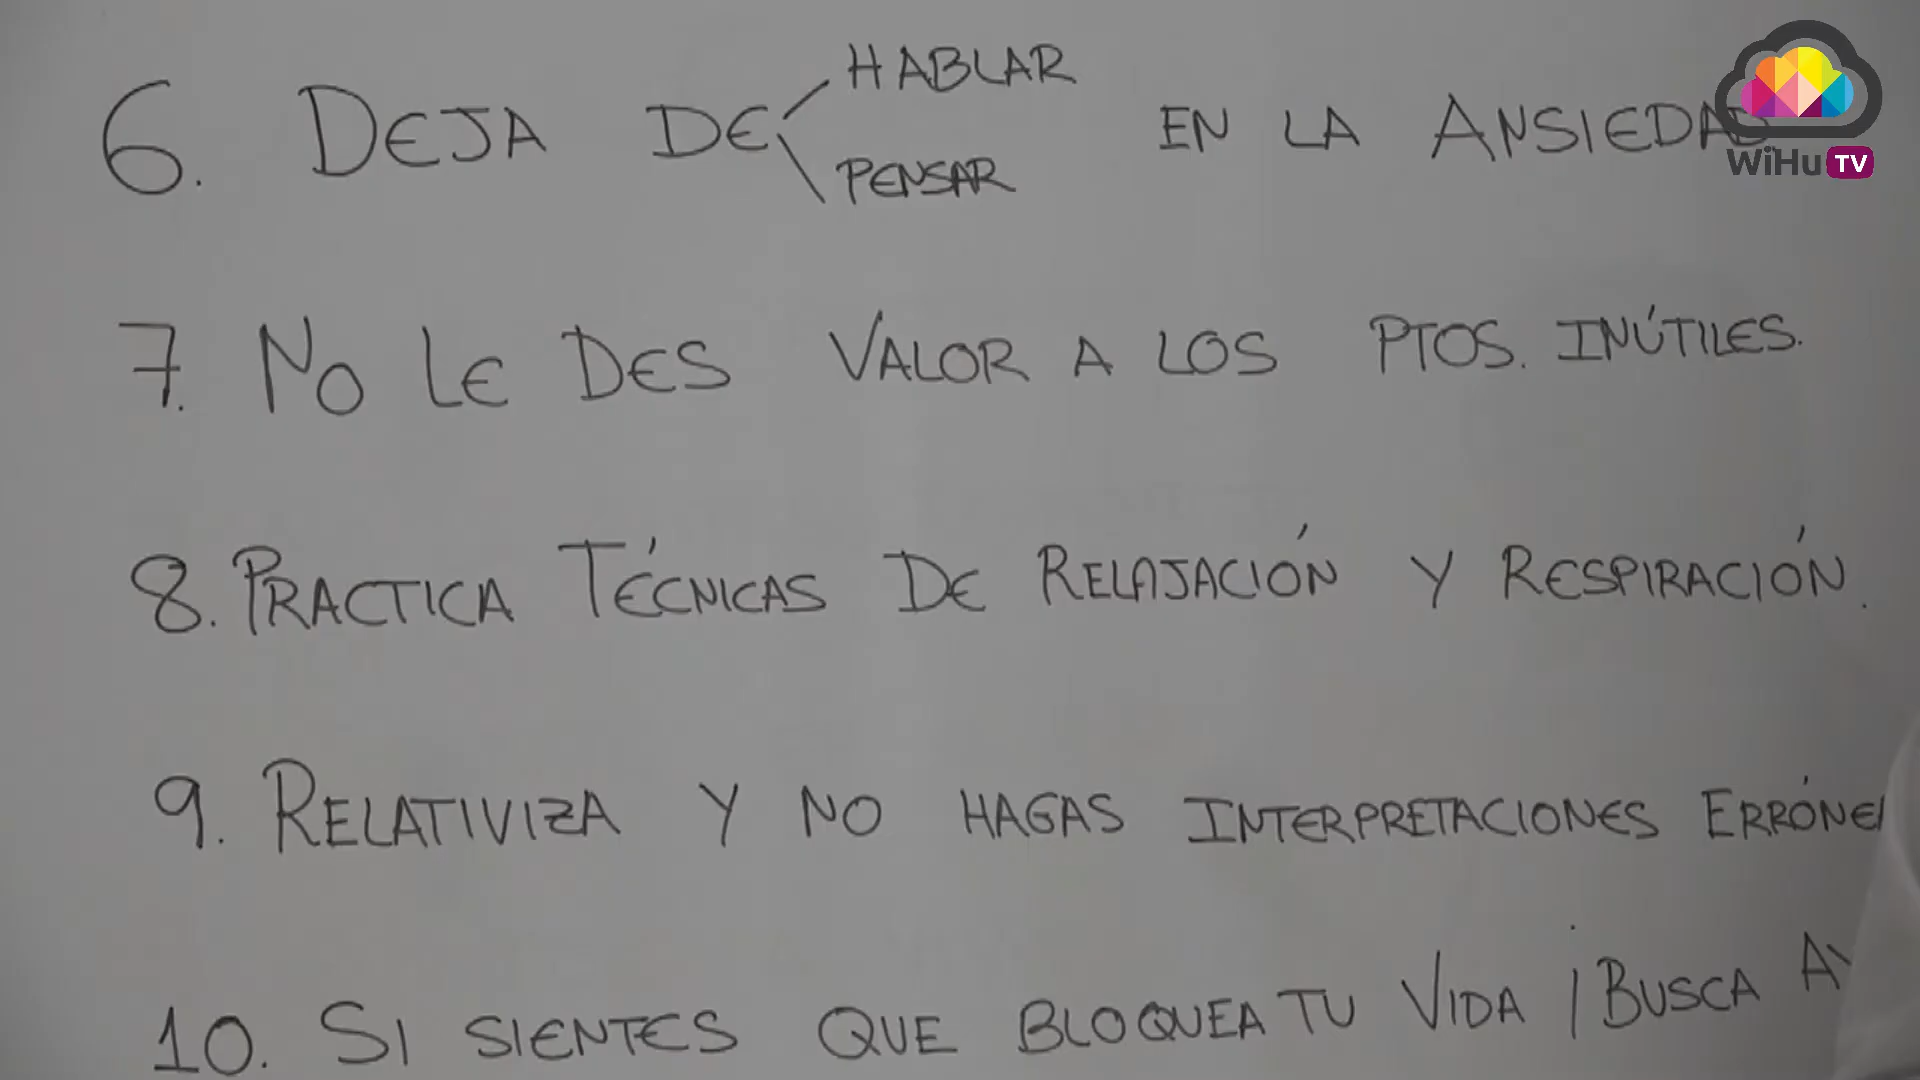 6. DEJA DE HABLAR PENSAR EN LA ANSIEDAD
WiHu TV
7. NO LE DES VALOR A LOS PTOS. INÚTILES.
8. PRACTICA TÉCNICAS DE RELAJACIÓN Y RESPIRACIÓN.
9. RELATIVIZA Y NO HAGAS INTERPRETACIONES ERRÓNE
10. SI SIENTES QUE BLOQUEA TU VIDA ¡BUSCA